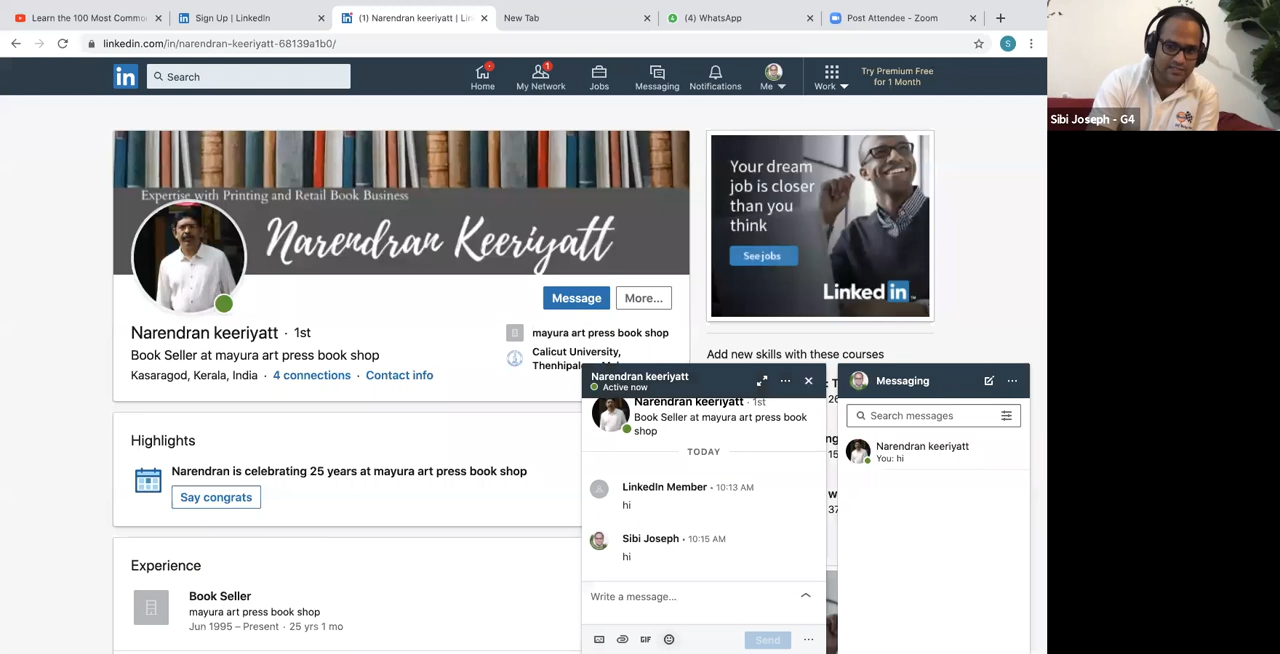 Learn the 100 Most Commo
Sign Up | LinkedIn
(1) Narendran keeriyatt | Li
New Tab
(4) WhatsApp
Post Attendee - Zoom
linkedin.com/in/narendran-keeriyatt-68139a1b0/
S
in
Search
Home
1
My Network
Jobs
Messaging
Notifications
Me
Work
Try Premium Free
for 1 Month
Sibi Joseph - G4
Expertise with Printing and Retail Book Business
Narendran Keeriyatt
Message
More...
Narendran keeriyatt · 1st
Book Seller at mayura art press book shop
Kasaragod, Kerala, India · 4 connections · Contact info
mayura art press book shop
Calicut University,
Thenhipale
Your dream
job is closer
than you
think
See jobs
Linked in
Add new skills with these courses
Highlights
Narendran is celebrating 25 years at mayura art press book shop
Say congrats
Experience
Book Seller
mayura art press book shop
Jun 1995 – Present · 25 yrs 1 mo
Narendran keeriyatt
Active now
Narendran keeriyatt · 1st
Book Seller at mayura art press book
shop
TODAY
LinkedIn Member • 10:13 AM
hi
Sibi Joseph • 10:15 AM
hi
Write a message...
GIF
Send
Messaging
Search messages
Narendran keeriyatt
You: hi